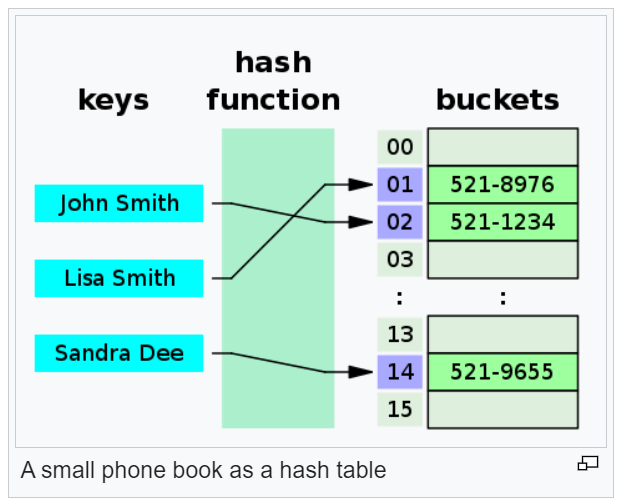 hash
keys function buckets
00
01 521-8976
John Smith 02 521-1234
Lisa Smith 03
: :
13
Sandra Dee 14 521-9655
15
A small phone book as a hash table